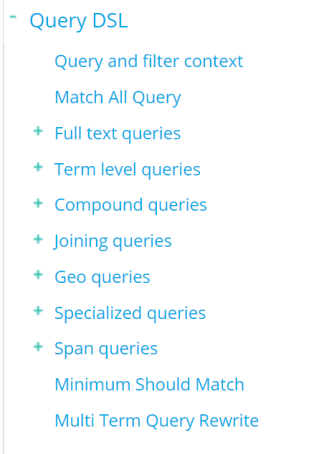 Query DSL
Query and filter context
Match All Query
Full text queries
Term level queries
Compound queries
Joining queries
Geo queries
Specialized queries
Span queries
Minimum Should Match
Multi Term Query Rewrite